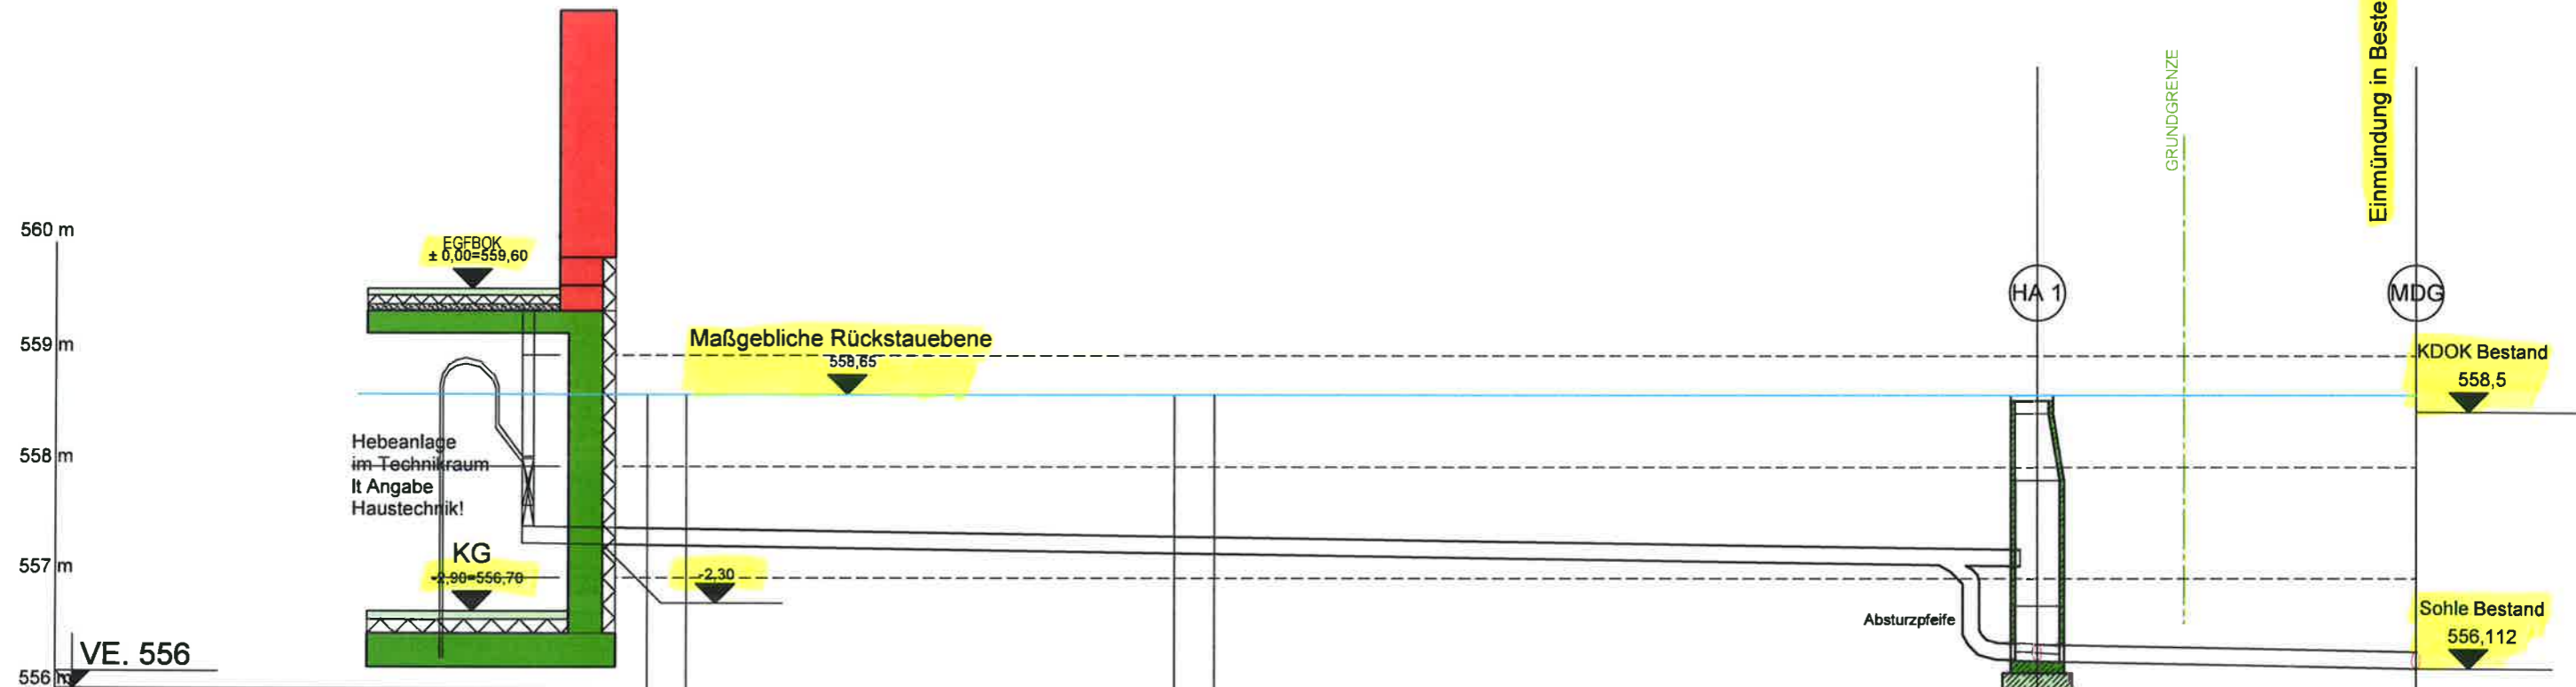 Einmündung in Beste
GRUNDGRENZE
560 m
EGFBOK
± 0,00=559,60
HA 1
MDG
559 m
Maßgebliche Rückstauebene
558,65
KDOK Bestand
558,5
Hebeanlage
im Technikraum
lt Angabe
Haustechnik!
558 m
KG
-2,90=556,70
557 m
-2,30
Absturzpfeife
Sohle Bestand
556,112
VE. 556
556 m